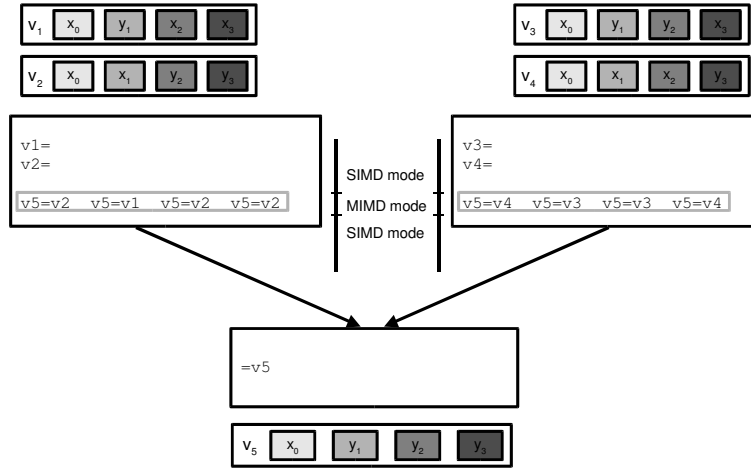 v1 x0 y1 x2 x3
v2 x0 x1 y2 y3
v3 x0 y1 y2 x3
v4 x0 x1 x2 y3
v1=
v2=
v5=v2 v5=v1 v5=v2 v5=v2
SIMD mode
MIMD mode
SIMD mode
v3=
v4=
v5=v4 v5=v3 v5=v3 v5=v4
=v5
v5 x0 y1 y2 y3